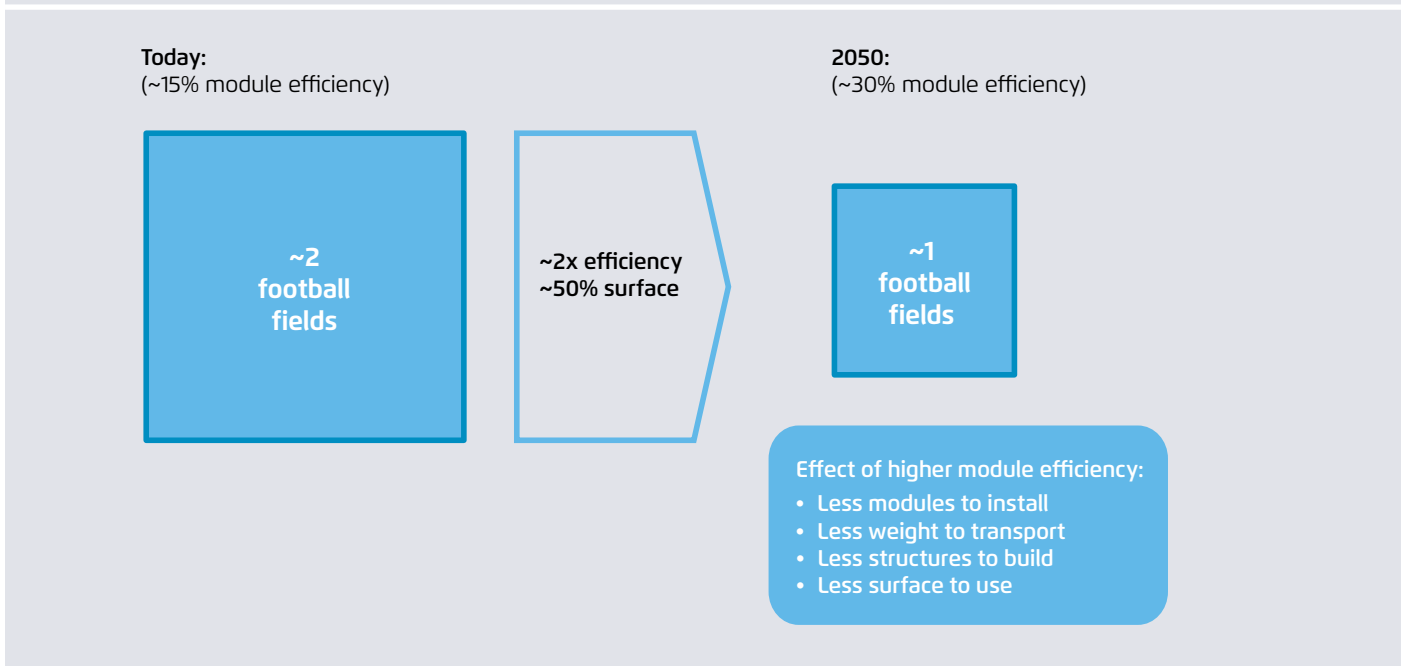 Today:
(~15% module efficiency)
~2
football
fields
~2x efficiency
~50% surface
2050:
(~30% module efficiency)
~1
football
fields
Effect of higher module efficiency:
• Less modules to install
• Less weight to transport
• Less structures to build
• Less surface to use